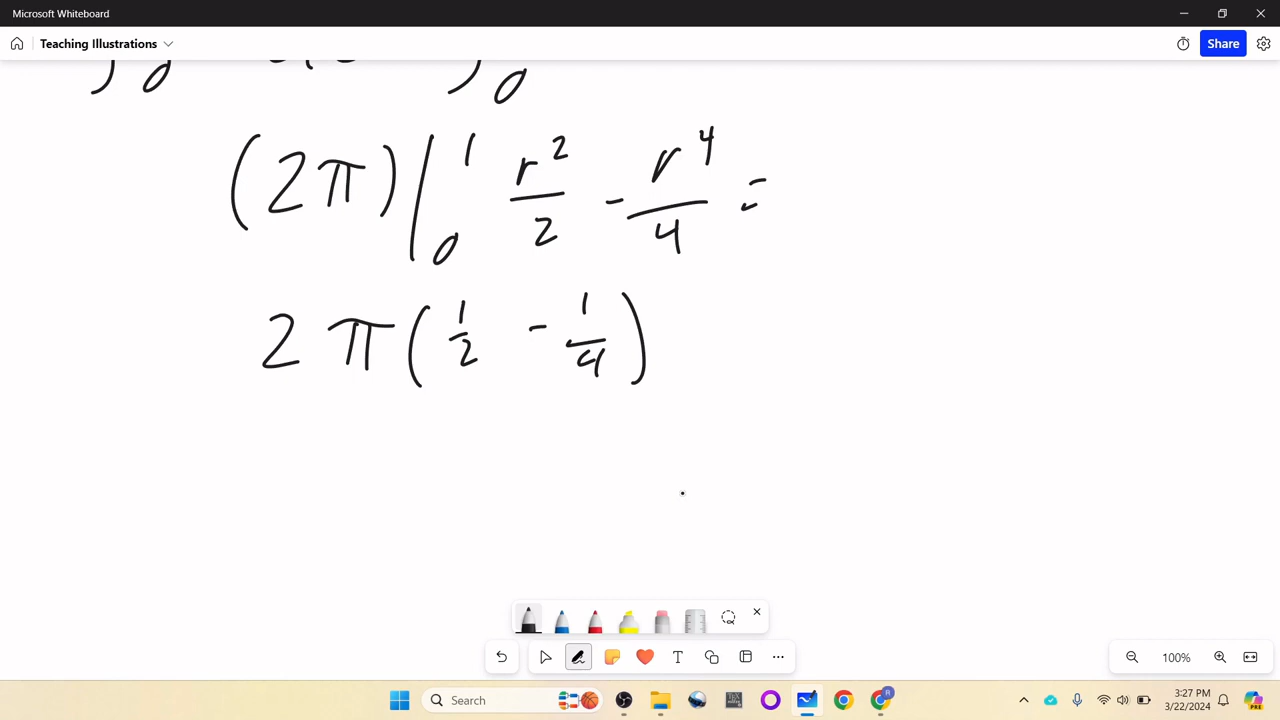 Microsoft Whiteboard
Teaching Illustrations
Share
(2π) |₀¹ r²/2 - r⁴/4 =
2 π ( 1/2 - 1/4 )
100%
Search
3:27 PM
3/22/2024